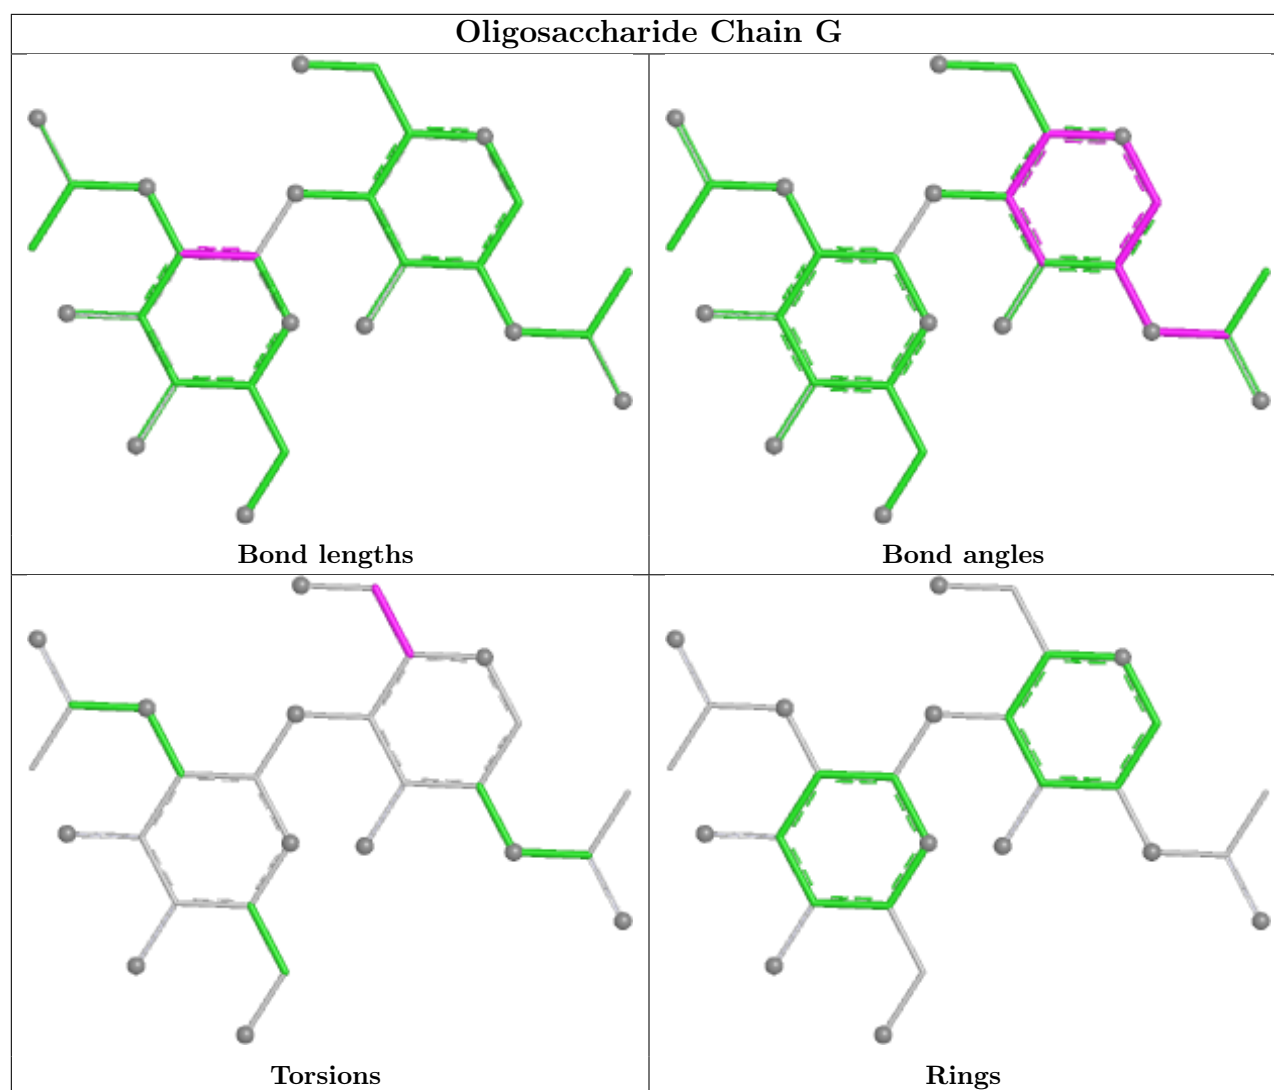 Oligosaccharide Chain G
Bond lengths
Bond angles
Torsions
Rings